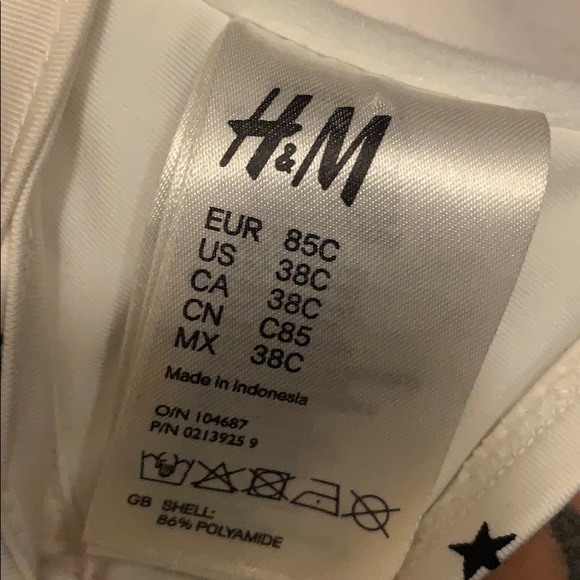 H&M
EUR 85C
US 38C
CA 38C
CN C85
MX 38C
Made in Indonesia
O/N 104687
P/N 0213925 9
GB SHELL:
86% POLYAMIDE